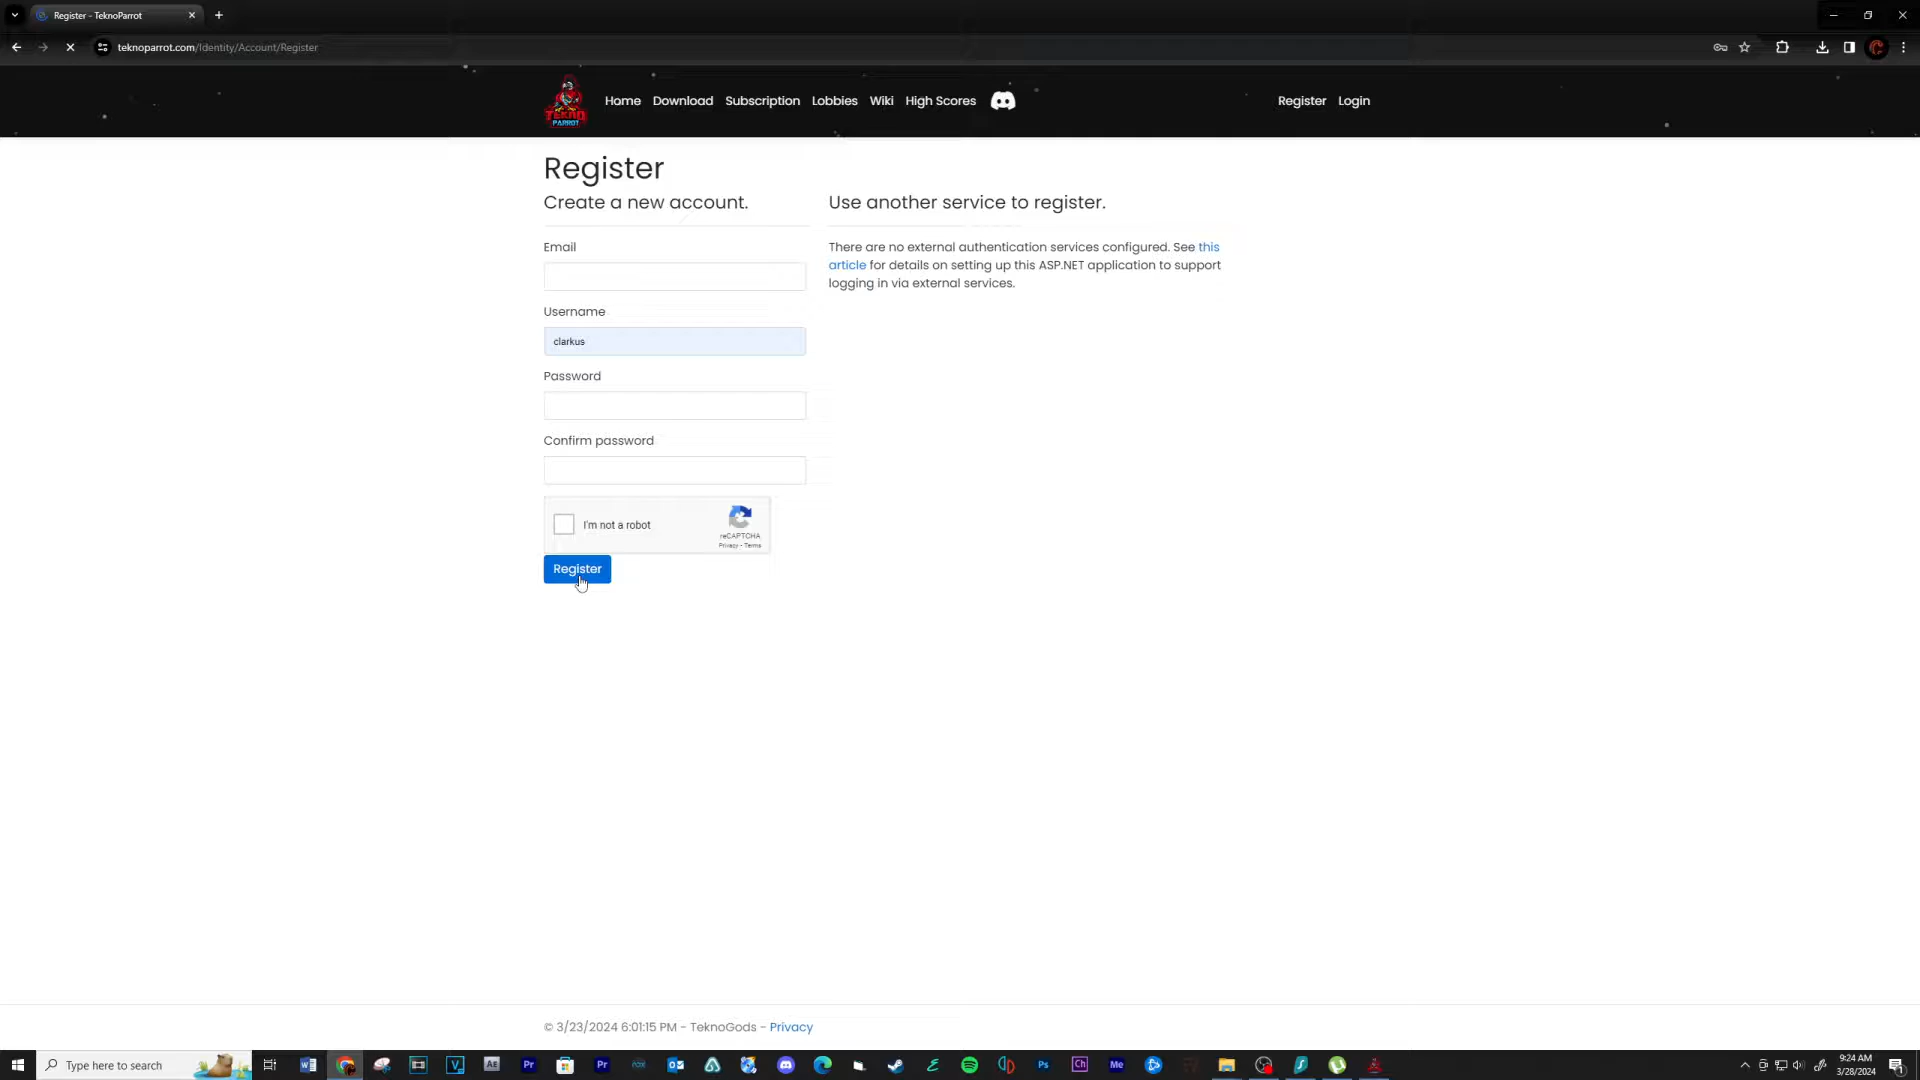 Register - TeknoParrot
teknoparrot.com/Identity/Account/Register
TEKNO
PARROT
Home
Download
Subscription
Lobbies
Wiki
High Scores
Register
Login
Register
Create a new account.
Use another service to register.
Email
There are no external authentication services configured. See this
article for details on setting up this ASP.NET application to support
logging in via external services.
Username
clarkus
Password
Confirm password
I'm not a robot
reCAPTCHA
Privacy - Terms
Register
© 3/23/2024 6:01:15 PM - TeknoGods - Privacy
Type here to search
9:24 AM
3/28/2024